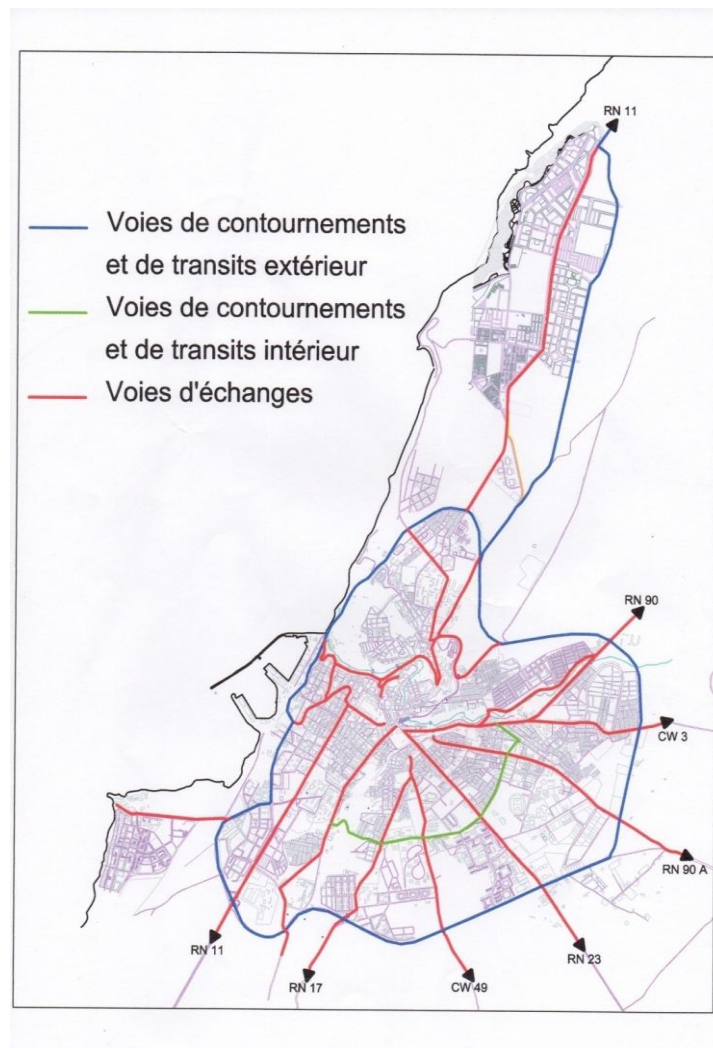 RN 11
Voies de contournements
et de transits extérieur
Voies de contournements
et de transits intérieur
Voies d'échanges
RN 90
CW 3
RN 90 A
RN 11
RN 23
RN 17
CW 49